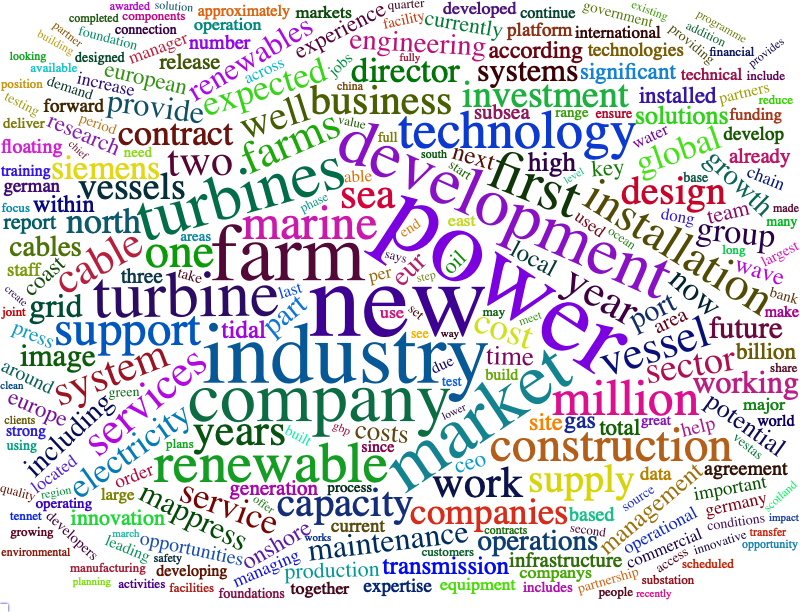 awarded solution quarter
completed components approximately markets developed continue government existing
partner foundation connection operation experience facility currently platform international programme
building designed manager number renewables engineering according technologies addition financial
looking available release across jobs fully director systems significant technical providing provides
position demand increase european expected china business investment installed include
testing forward provide well subsea range ensure solutions partners reduce
deliver period contract farms value full technology water funding
research chief need two development next high key global develop
floating siemens turbines able south start first level base growth already
training vessels sea phase design chain
german within marine end east used dong team made
focus report north areas one farm says oil power ocean installation group many
cables cable three take per eur step local year long wave largest
staff coast turbine last new set may port now bank
create grid tidal part use see way cost meet area make
joint press support industry due vessel future
image system test time sector billion
around green services company build market working share
clean europe including electricity lower million potential major
clients strong plans years built gbp costs site gas total great help world
using located renewable since ceo construction vestas
order generation process work supply data agreement
quality region large mappress service offer capacity companies based management source important scotland
tennet operating innovation current second germany
developers march onshore works maintenance contracts operations operational conditions impact
growing leading opportunities customers infrastructure commercial innovative transfer
environmental safety managing transmission companys access opportunity
manufacturing developing production partnership scheduled
planning activities facilities foundations together expertise equipment includes people substation recently